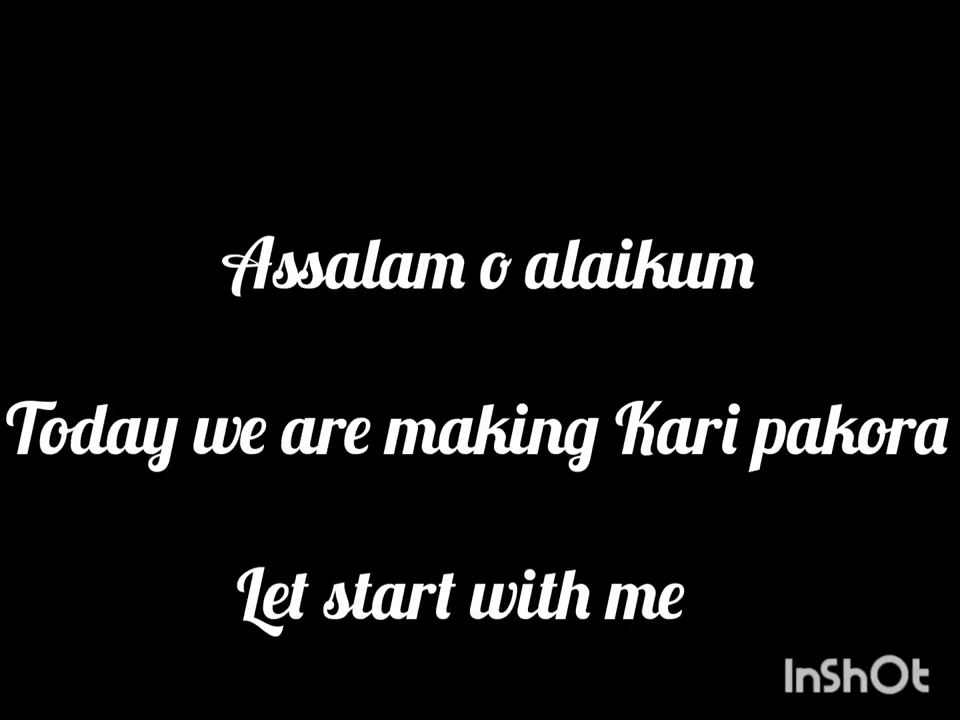 Assalam o alaikum
Today we are making Kari pakora
Let start with me
InShOt